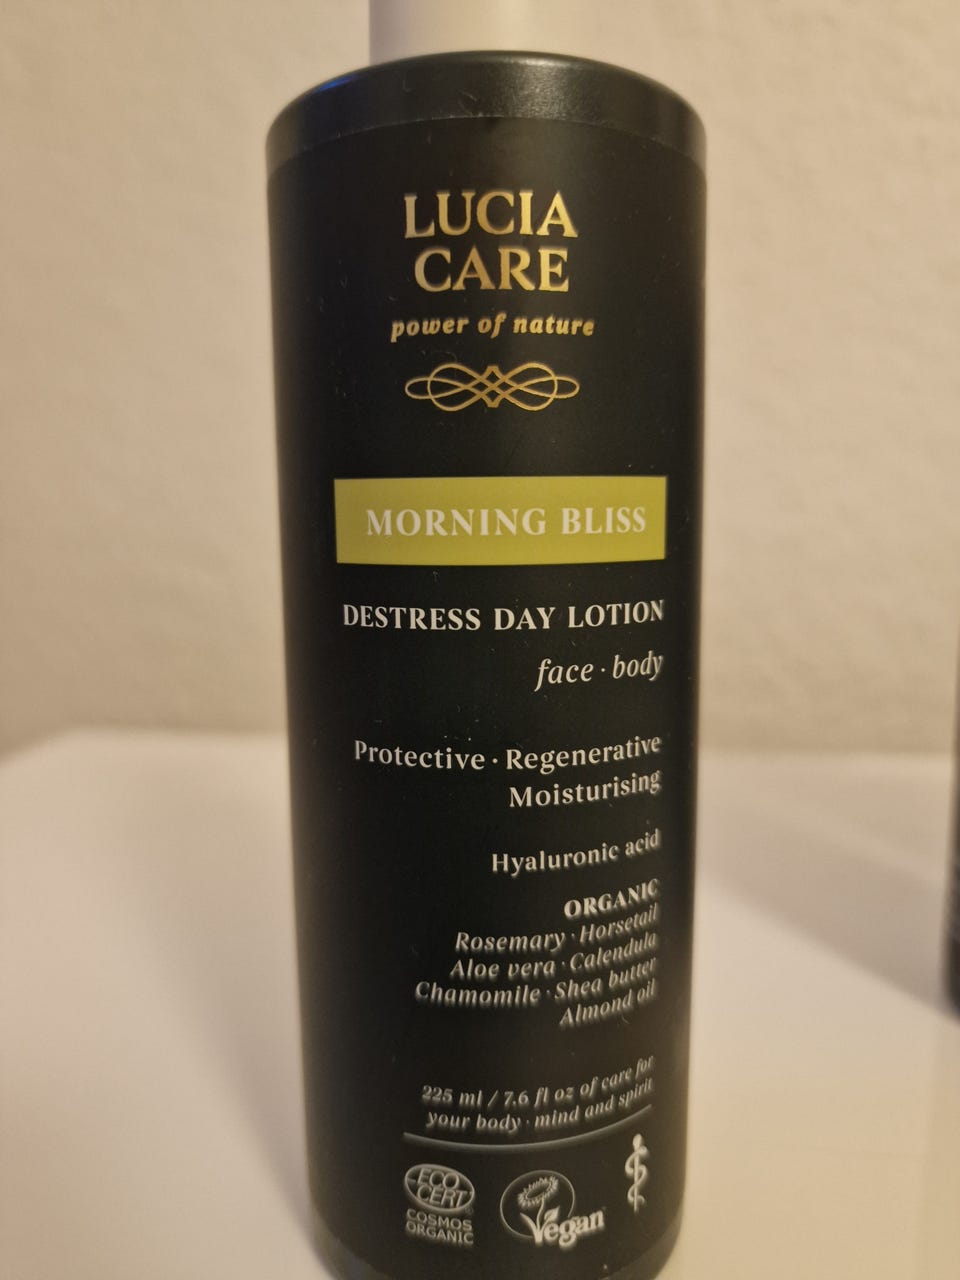 LUCIA
CARE
power of nature
MORNING BLISS
DESTRESS DAY LOTION
face · body
Protective · Regenerative
Moisturising
Hyaluronic acid
ORGANIC
Rosemary · Horsetail
Aloe vera · Calendula
Chamomile · Shea butter
Almond oil
225 ml / 7.6 fl oz of care for
your body · mind and spirit
ECO
CERT
COSMOS
ORGANIC
Vegan